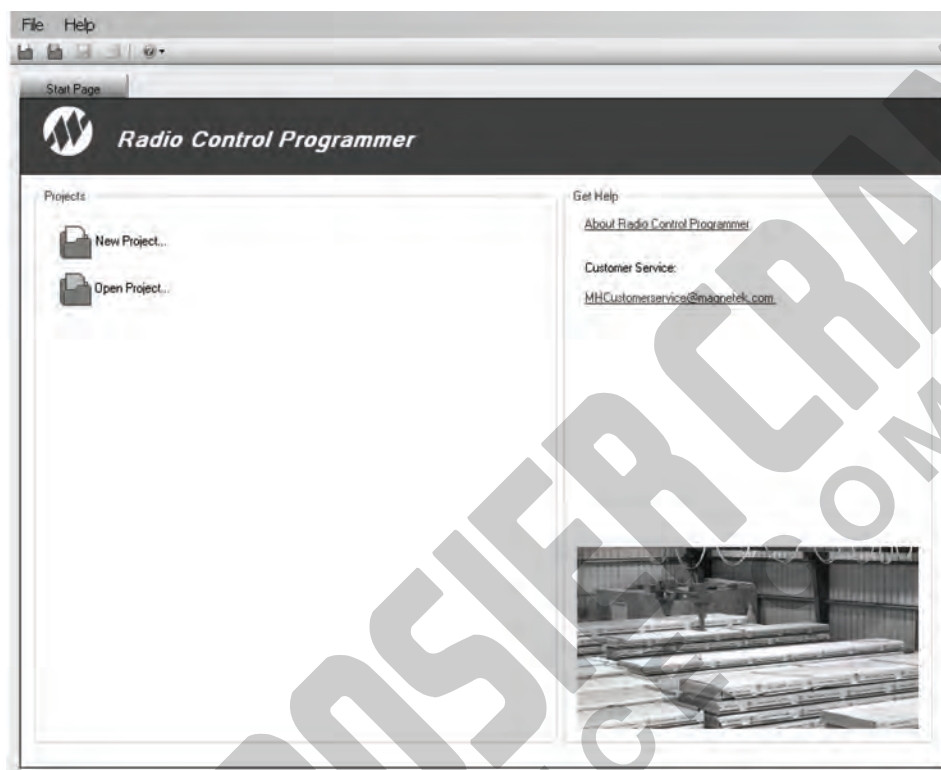 File Help
Start Page
Radio Control Programmer
Projects
New Project...
Open Project...
Get Help
About Radio Control Programmer
Customer Service:
MHCustomerservice@magnetek.com